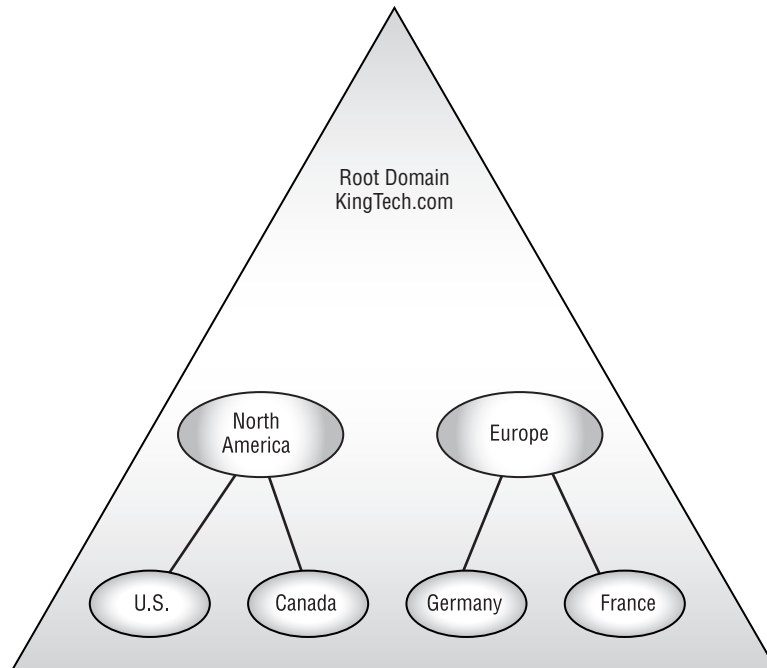 Root Domain
KingTech.com
North
America
Europe
U.S.
Canada
Germany
France